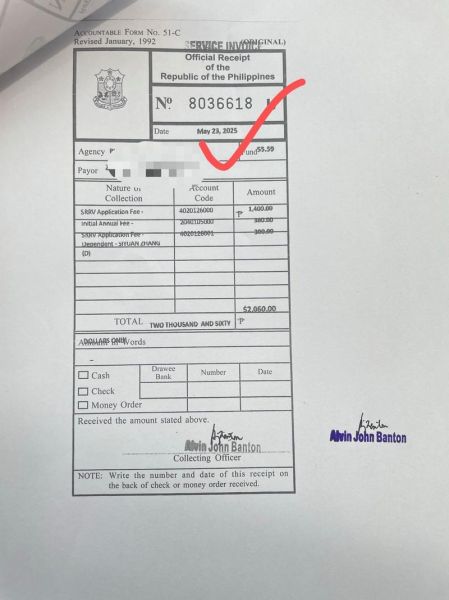 ACCOUNTABLE FORM No. 51-C
Revised January, 1992
SERVICE INVOICE
(ORIGINAL)
Official Receipt
of the
Republic of the Philippines
Nº 8036618
Date May 23, 2025
Agency
Fund 55.59
Payor
Nature of Collection Account Code Amount
SRRV Application Fee - 4020126000 ₱ 1,400.00
Initial Annual Fee - 2040105000
SRRV Application Fee - 4020126001 300.00
Dependent - SIYUAN ZHANG
(D)
$2,060.00
TOTAL TWO THOUSAND AND SIXTY ₱
DOLLARS ONLY
Amount in Words
–
Cash Drawee Bank Number Date
Check
Money Order
Received the amount stated above.
Alvin John Banton
Collecting Officer
NOTE: Write the number and date of this receipt on
the back of check or money order received.
Alvin John Banton